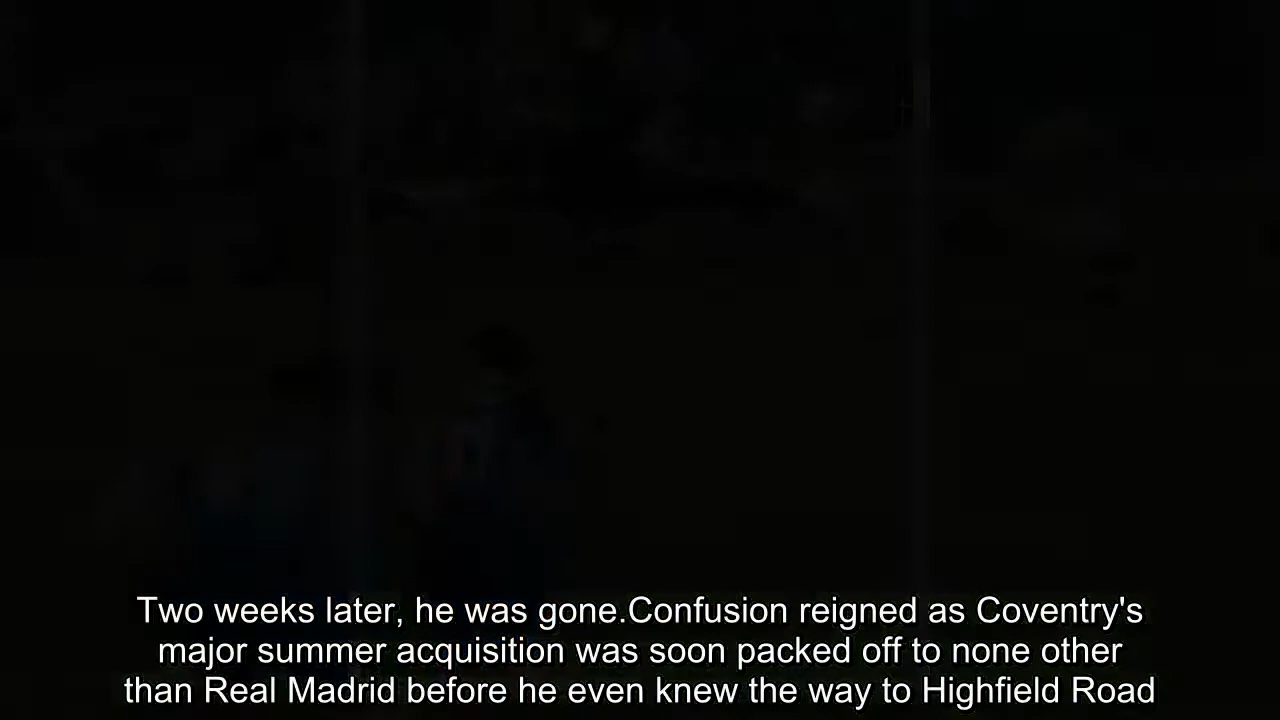 Two weeks later, he was gone.Confusion reigned as Coventry's
major summer acquisition was soon packed off to none other
than Real Madrid before he even knew the way to Highfield Road